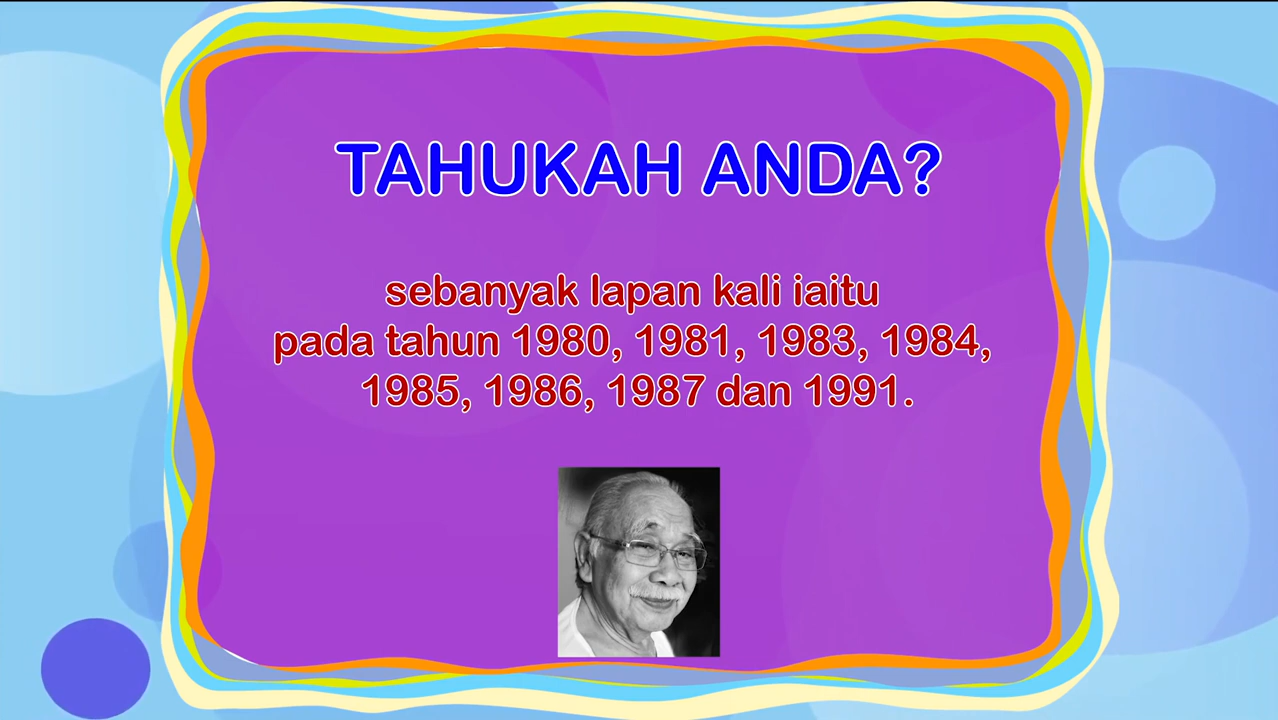 TAHUKAH ANDA?
sebanyak lapan kali iaitu
pada tahun 1980, 1981, 1983, 1984,
1985, 1986, 1987 dan 1991.